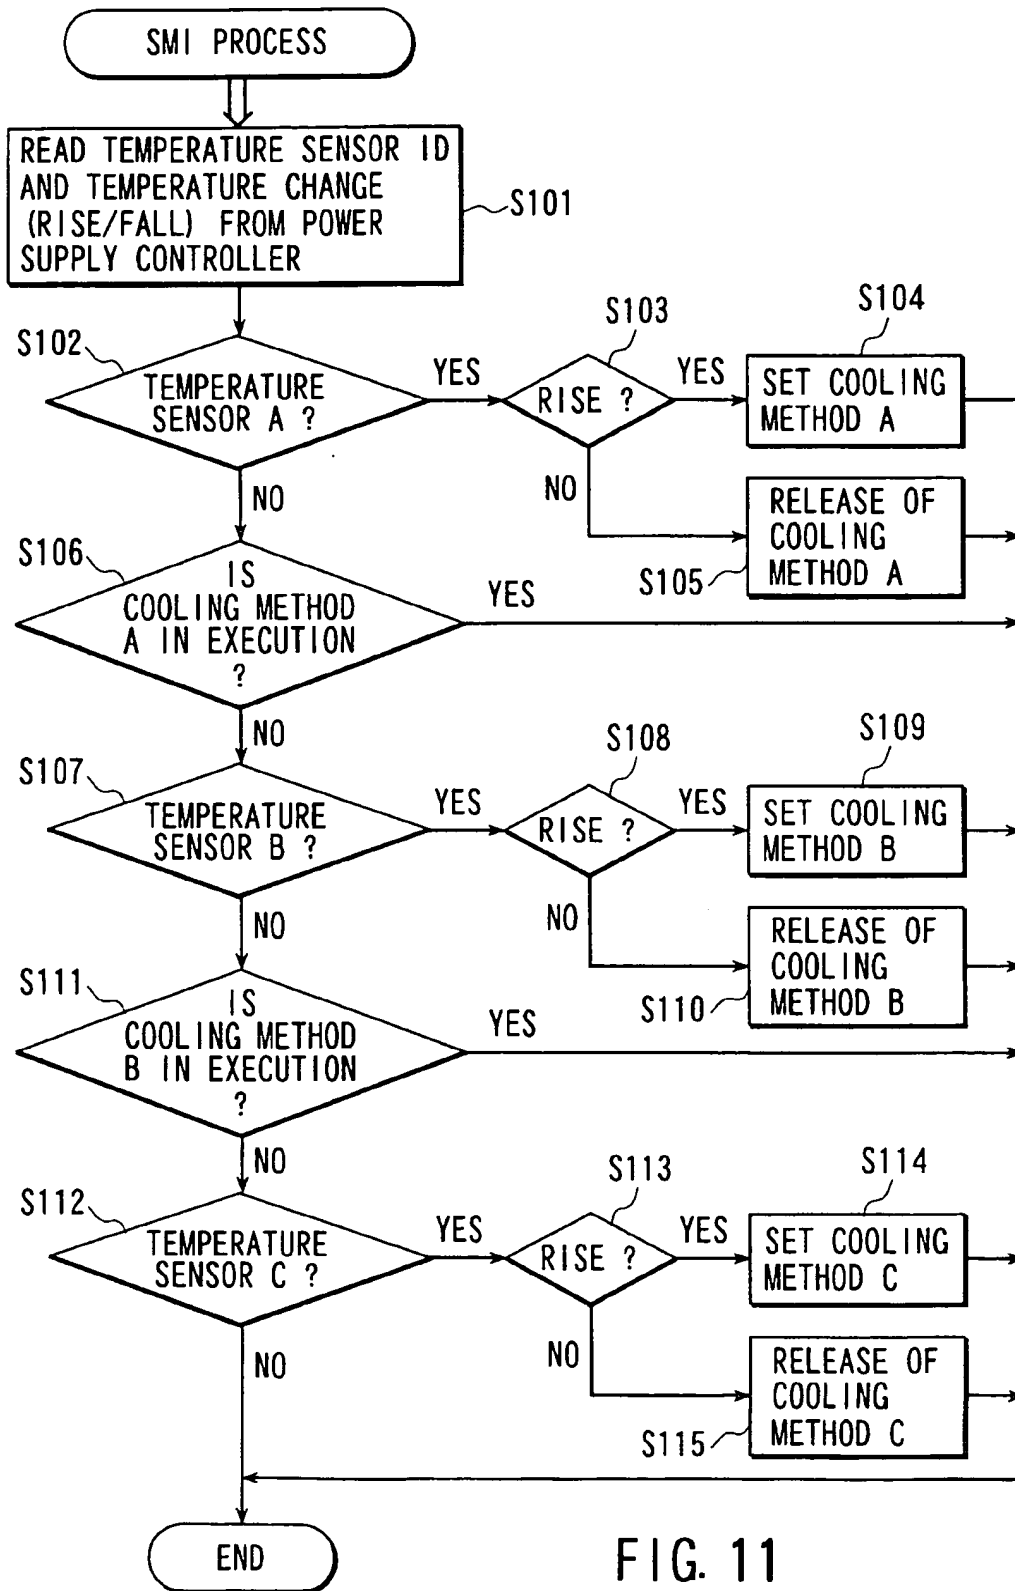 SMI PROCESS
READ TEMPERATURE SENSOR ID
AND TEMPERATURE CHANGE
(RISE/FALL) FROM POWER
SUPPLY CONTROLLER
S101
S102
TEMPERATURE
SENSOR A ?
YES
NO
S103
RISE ?
YES
NO
S104
SET COOLING
METHOD A
RELEASE OF
COOLING
METHOD A
S105
S106
IS
COOLING METHOD
A IN EXECUTION
?
YES
NO
S107
TEMPERATURE
SENSOR B ?
YES
NO
S108
RISE ?
YES
NO
S109
SET COOLING
METHOD B
RELEASE OF
COOLING
METHOD B
S110
S111
IS
COOLING METHOD
B IN EXECUTION
?
YES
NO
S112
TEMPERATURE
SENSOR C ?
YES
NO
S113
RISE ?
YES
NO
S114
SET COOLING
METHOD C
RELEASE OF
COOLING
METHOD C
S115
END
FIG. 11